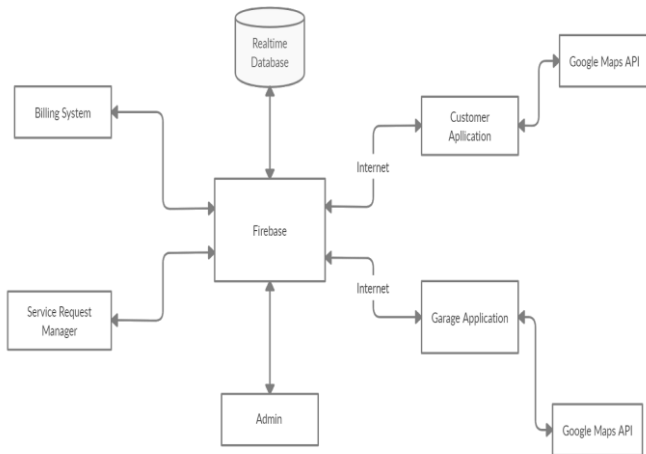 Realtime
Database
Google Maps API
Billing System
Customer
Apllication
Internet
Firebase
Internet
Service Request
Manager
Garage Application
Admin
Google Maps API